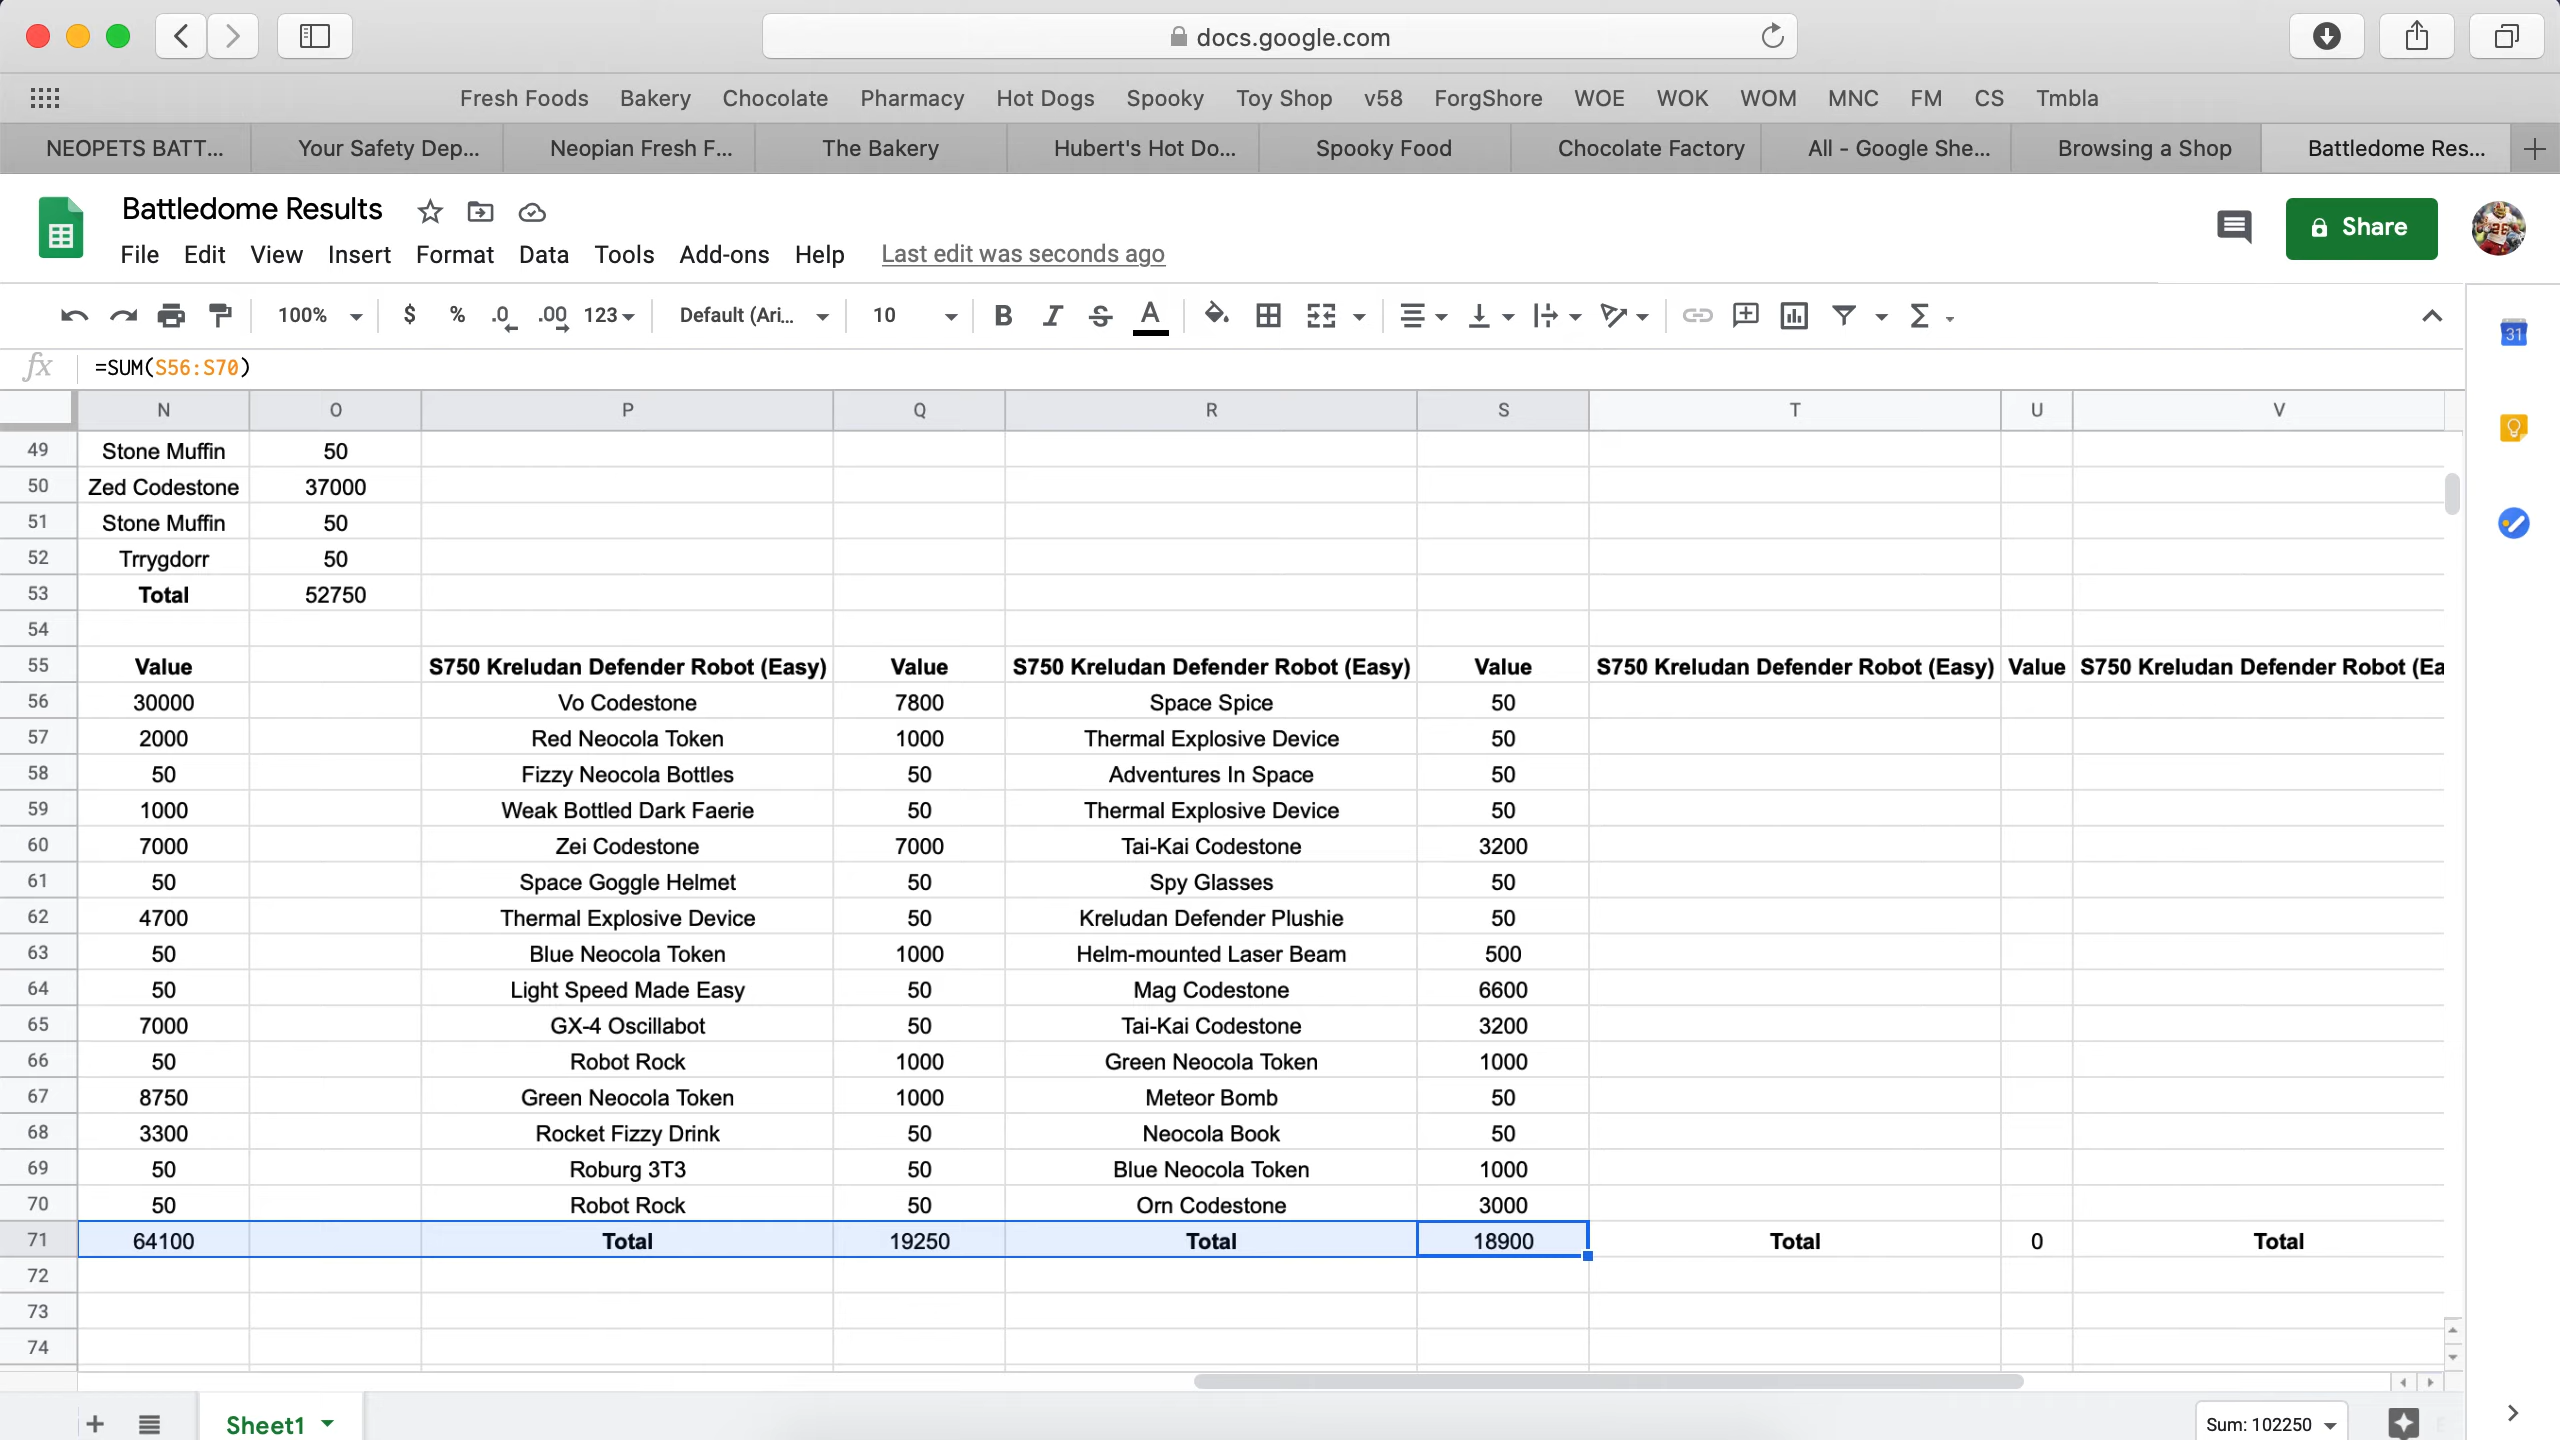 docs.google.com
Fresh Foods Bakery Chocolate Pharmacy Hot Dogs Spooky Toy Shop v58 ForgShore WOE WOK WOM MNC FM CS Tmbla
NEOPETS BATT... Your Safety Dep... Neopian Fresh F... The Bakery Hubert's Hot Do... Spooky Food Chocolate Factory All - Google She... Browsing a Shop Battledome Res...
Battledome Results
Share
File Edit View Insert Format Data Tools Add-ons Help Last edit was seconds ago
100% $ % .0 .00 123 Default (Ari... 10 B I S A Σ
31
fx =SUM(S56:S70)
N O P Q R S T U V
49 Stone Muffin 50
50 Zed Codestone 37000
51 Stone Muffin 50
52 Trrygdorr 50
53 Total 52750
54
55 Value S750 Kreludan Defender Robot (Easy) Value S750 Kreludan Defender Robot (Easy) Value S750 Kreludan Defender Robot (Easy) Value S750 Kreludan Defender Robot (Ea
56 30000 Vo Codestone 7800 Space Spice 50
57 2000 Red Neocola Token 1000 Thermal Explosive Device 50
58 50 Fizzy Neocola Bottles 50 Adventures In Space 50
59 1000 Weak Bottled Dark Faerie 50 Thermal Explosive Device 50
60 7000 Zei Codestone 7000 Tai-Kai Codestone 3200
61 50 Space Goggle Helmet 50 Spy Glasses 50
62 4700 Thermal Explosive Device 50 Kreludan Defender Plushie 50
63 50 Blue Neocola Token 1000 Helm-mounted Laser Beam 500
64 50 Light Speed Made Easy 50 Mag Codestone 6600
65 7000 GX-4 Oscillabot 50 Tai-Kai Codestone 3200
66 50 Robot Rock 1000 Green Neocola Token 1000
67 8750 Green Neocola Token 1000 Meteor Bomb 50
68 3300 Rocket Fizzy Drink 50 Neocola Book 50
69 50 Roburg 3T3 50 Blue Neocola Token 1000
70 50 Robot Rock 50 Orn Codestone 3000
71 64100 Total 19250 Total 18900 Total 0 Total
72
73
74
Sheet1 Sum: 102250